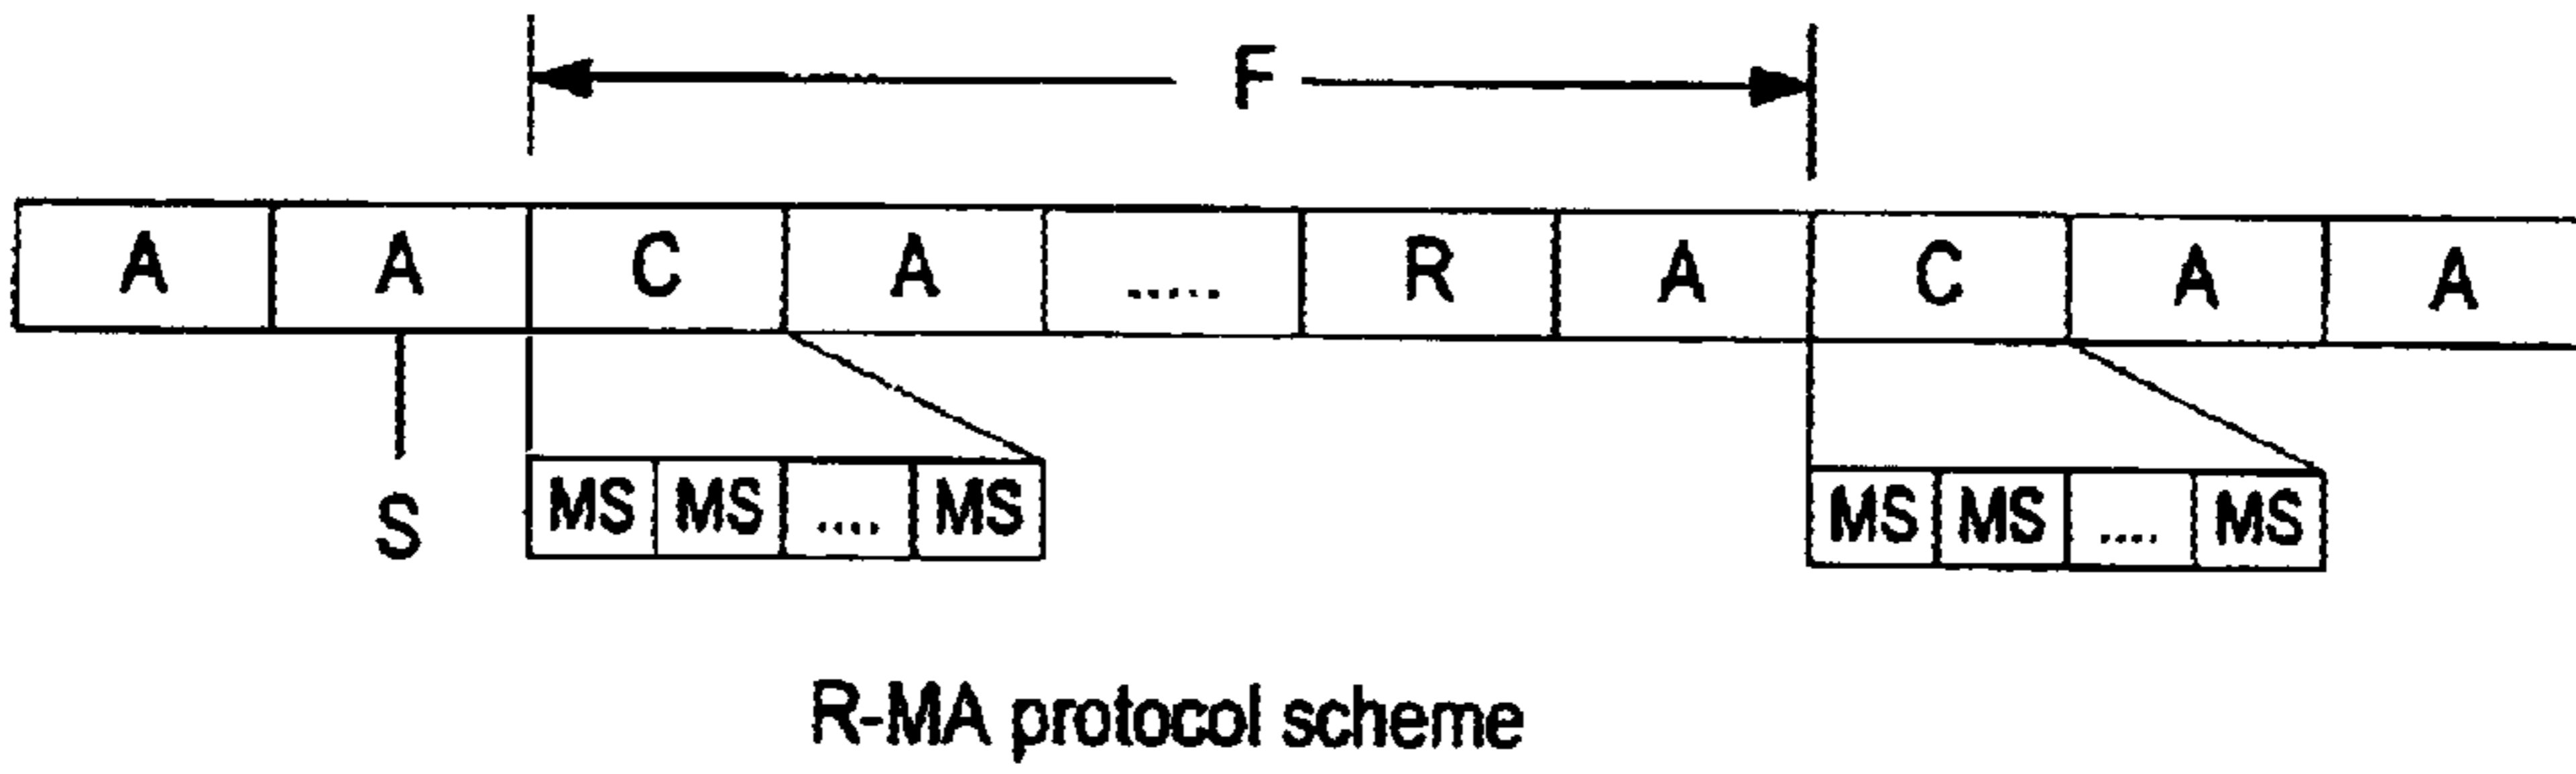 F
A A C A ..... R A C A A
S
MS MS .... MS MS MS .... MS
R-MA protocol scheme